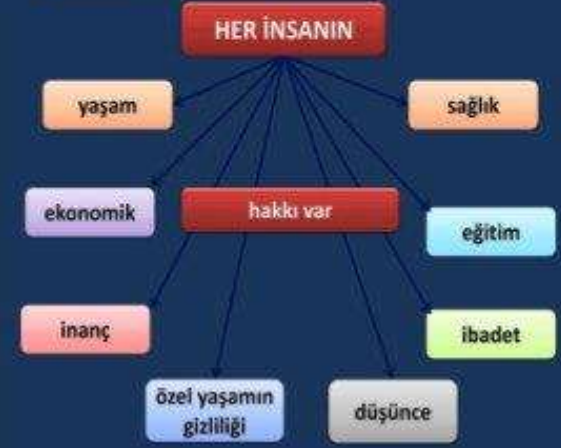 HER İNSANIN
yaşam
sağlık
ekonomik
hakkı var
eğitim
inanç
ibadet
özel yaşamın
gizliliği
düşünce